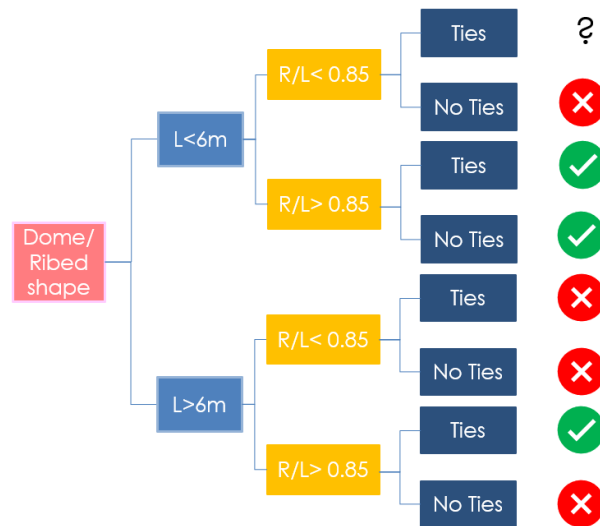 Ties
?
R/L< 0.85
No Ties
L<6m
Ties
R/L> 0.85
No Ties
Dome/
Ribed
shape
Ties
R/L< 0.85
No Ties
L>6m
Ties
R/L> 0.85
No Ties